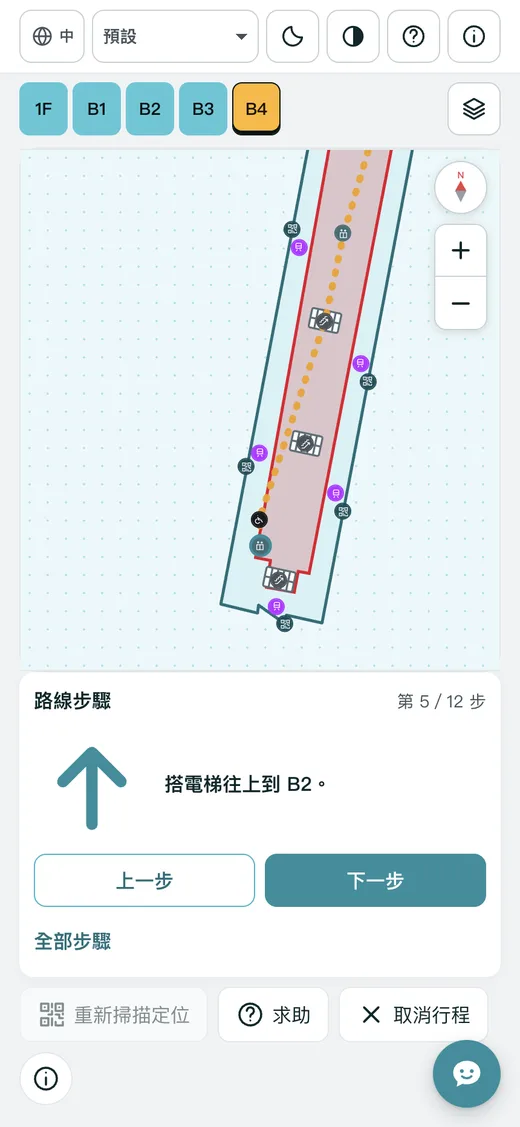 中
預設
1F
B1
B2
B3
B4
N
路線步驟
第 5 / 12 步
搭電梯往上到 B2。
上一步
下一步
全部步驟
重新掃描定位
求助
取消行程